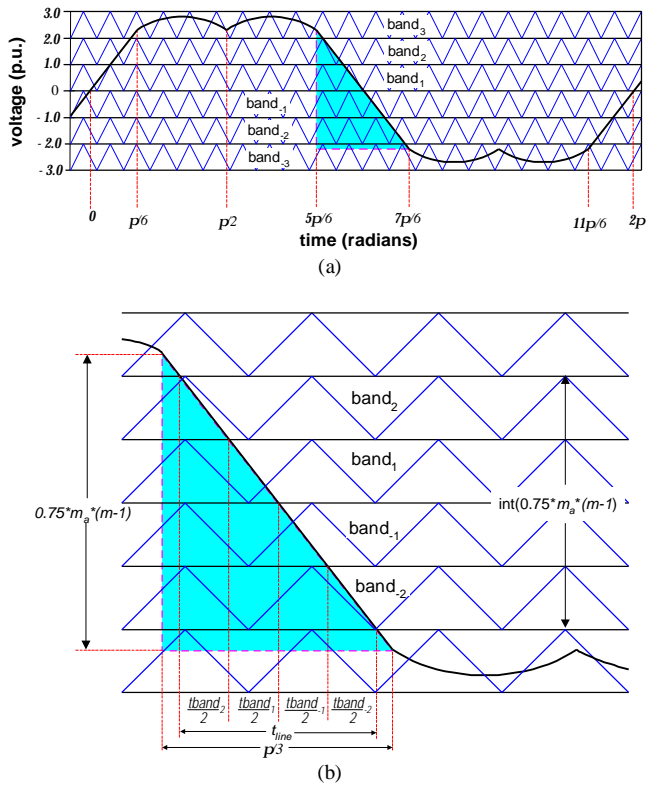 voltage (p.u.)
3.0
2.0
1.0
0
- 1.0
- 2.0
- 3.0
band3
band2
band1
band-1
band-2
band-3
0
p/6
p/2
5p/6
7p/6
11p/6
2p
time (radians)
(a)
band2
band1
band-1
band-2
0.75*ma*(m-1)
int(0.75*ma*(m-1)
tband2/2 tband1/2 tband-1/2 tband-2/2
tline
p/3
(b)